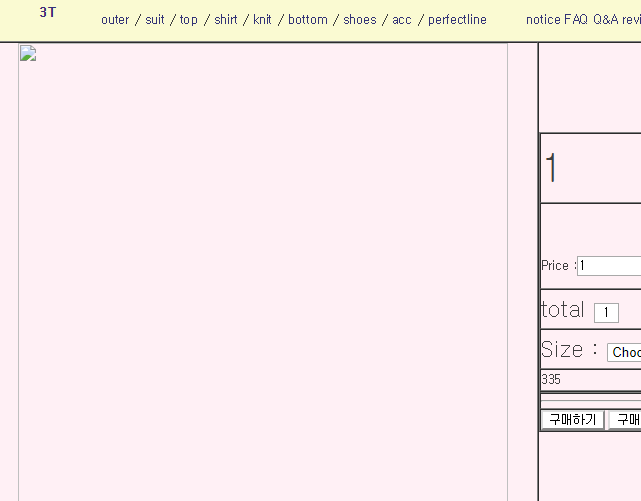 3T
outer / suit / top / shirt / knit / bottom / shoes / acc / perfectline notice FAQ Q&A revi
1
Price : 1
total 1
Size : Choo
335
구매하기 구매